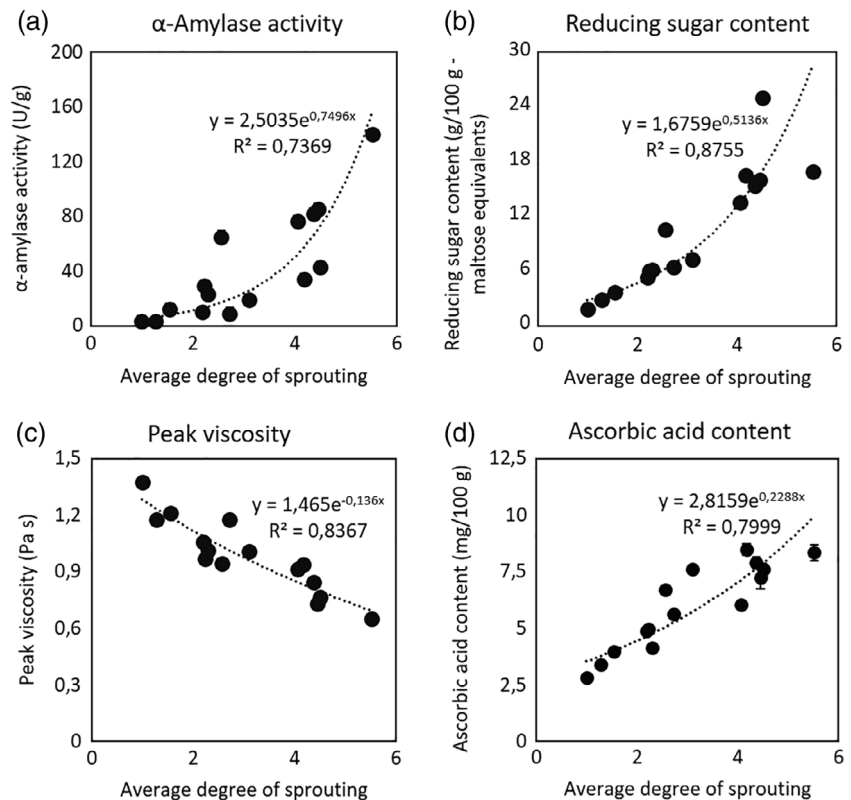 (a)
α-Amylase activity
α-amylase activity (U/g)
200
160
120
80
40
0
y = 2,5035e^0,7496x
R² = 0,7369
0 2 4 6
Average degree of sprouting
(b)
Reducing sugar content
Reducing sugar content (g/100 g -
maltose equivalents)
30
24
18
12
6
0
y = 1,6759e^0,5136x
R² = 0,8755
0 2 4 6
Average degree of sprouting
(c)
Peak viscosity
Peak viscosity (Pa s)
1,5
1,2
0,9
0,6
0,3
0
y = 1,465e^-0,136x
R² = 0,8367
0 2 4 6
Average degree of sprouting
(d)
Ascorbic acid content
Ascorbic acid content (mg/100 g)
12,5
10
7,5
5
2,5
0
y = 2,8159e^0,2288x
R² = 0,7999
0 2 4 6
Average degree of sprouting